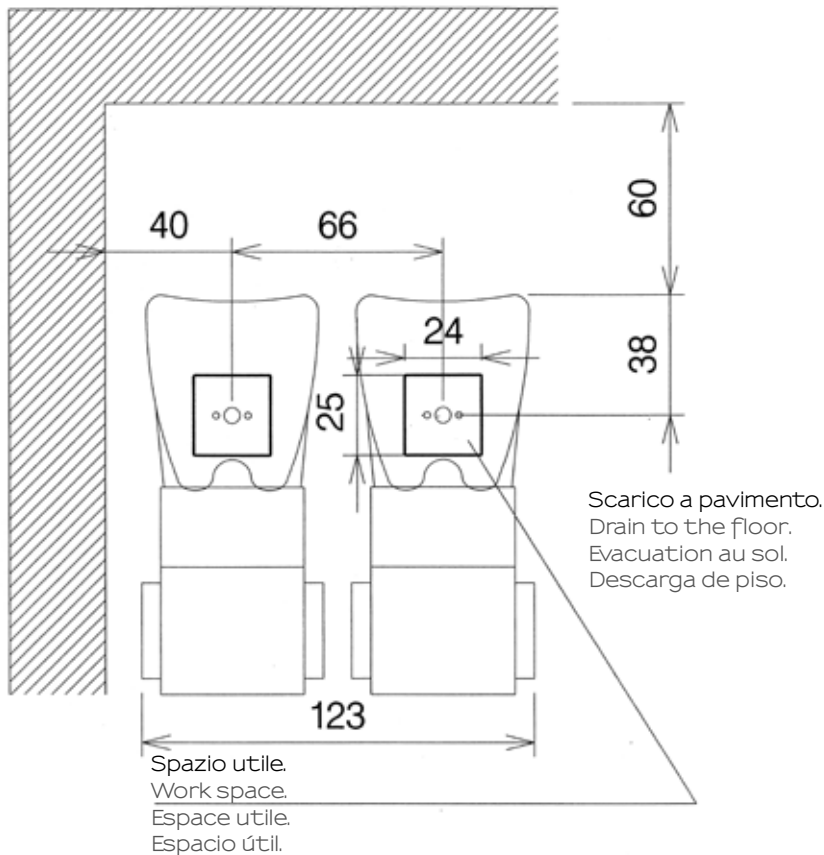 40
66
60
24
38
25
Scarico a pavimento.
Drain to the floor.
Evacuation au sol.
Descarga de piso.
123
Spazio utile.
Work space.
Espace utile.
Espacio útil.